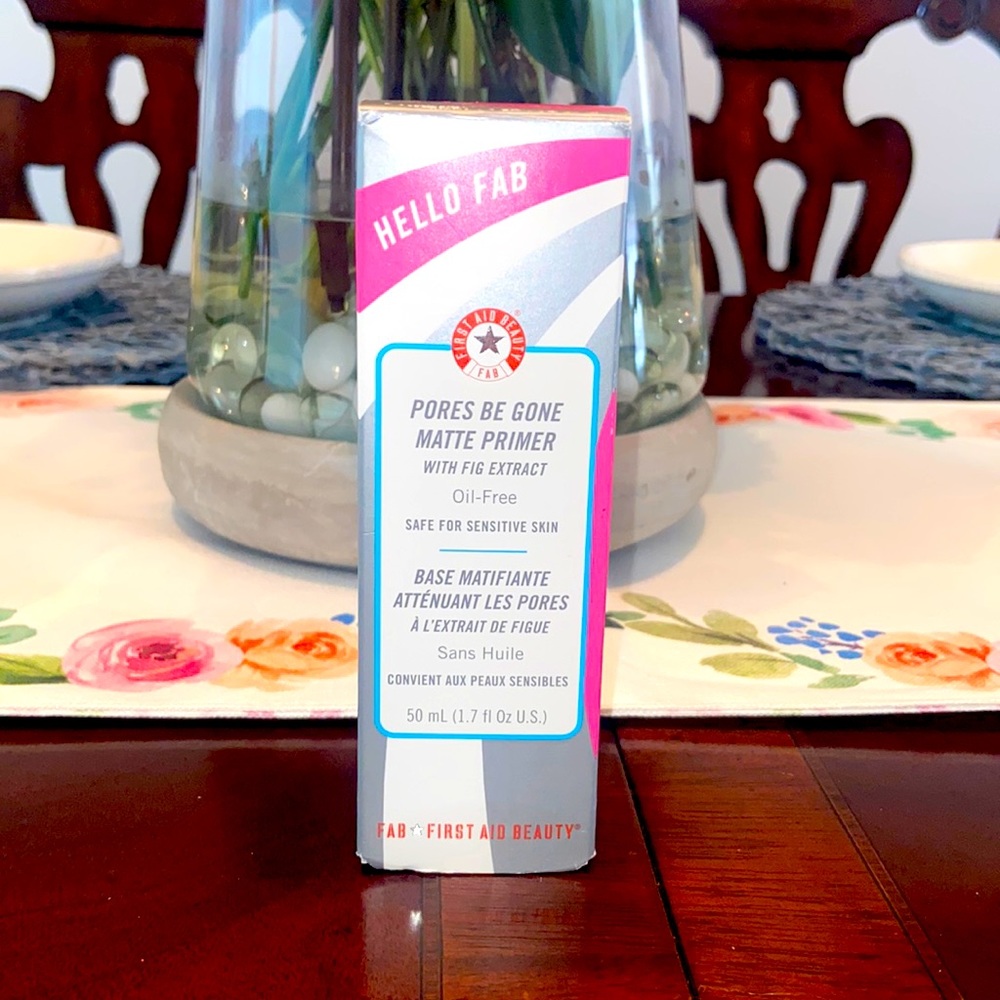 HELLO FAB
FIRST AID BEAUTY
FAB
PORES BE GONE
MATTE PRIMER
WITH FIG EXTRACT
Oil-Free
SAFE FOR SENSITIVE SKIN
BASE MATIFIANTE
ATTÉNUANT LES PORES
À L'EXTRAIT DE FIGUE
Sans Huile
CONVIENT AUX PEAUX SENSIBLES
50 mL (1.7 fl Oz U.S.)
FAB FIRST AID BEAUTY®